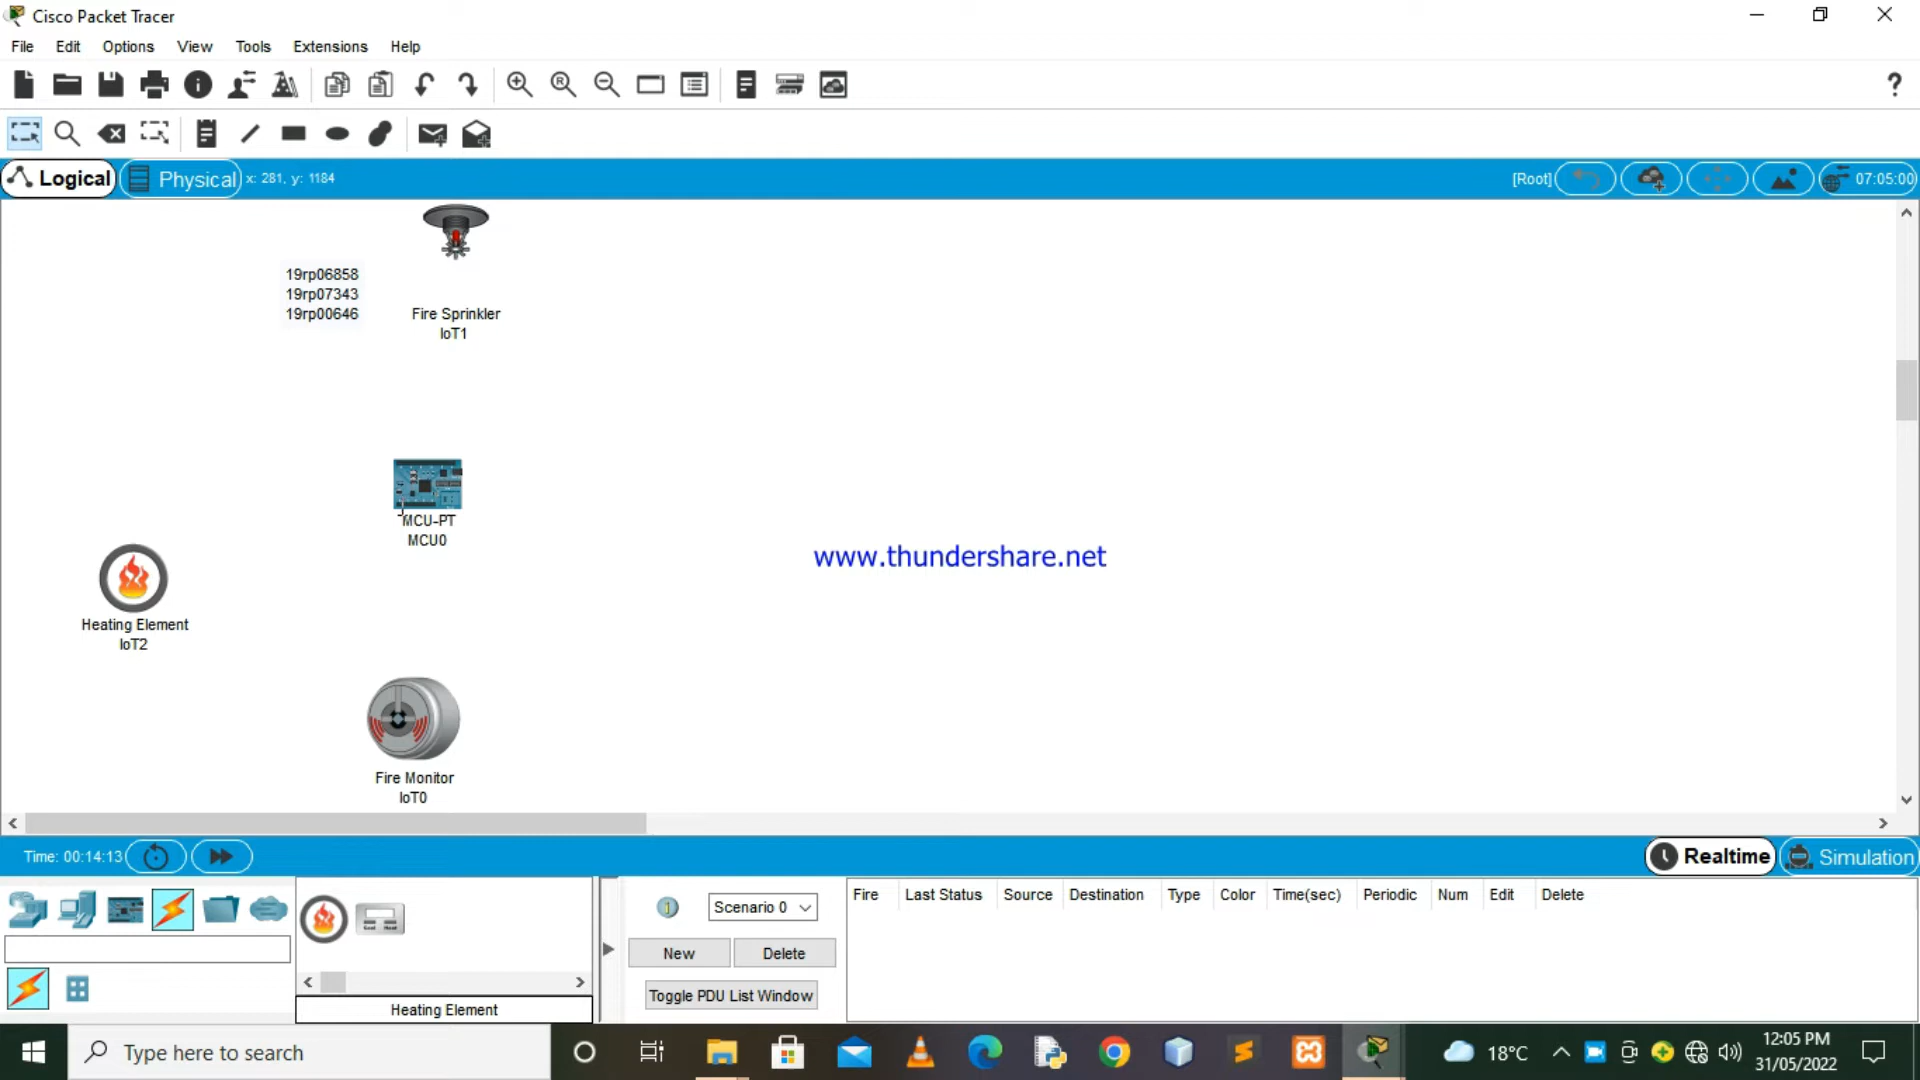 Cisco Packet Tracer
File Edit Options View Tools Extensions Help
Logical Physical x: 281, y: 1184 [Root] 07:05:00
19rp06858
19rp07343
19rp00646
Fire Sprinkler
IoT1
MCU-PT
MCU0
www.thundershare.net
Heating Element
IoT2
Fire Monitor
IoT0
Time: 00:14:13 Realtime Simulation
Fire Last Status Source Destination Type Color Time(sec) Periodic Num Edit Delete
Scenario 0
New Delete
Toggle PDU List Window
Heating Element
Type here to search
18°C
12:05 PM
31/05/2022